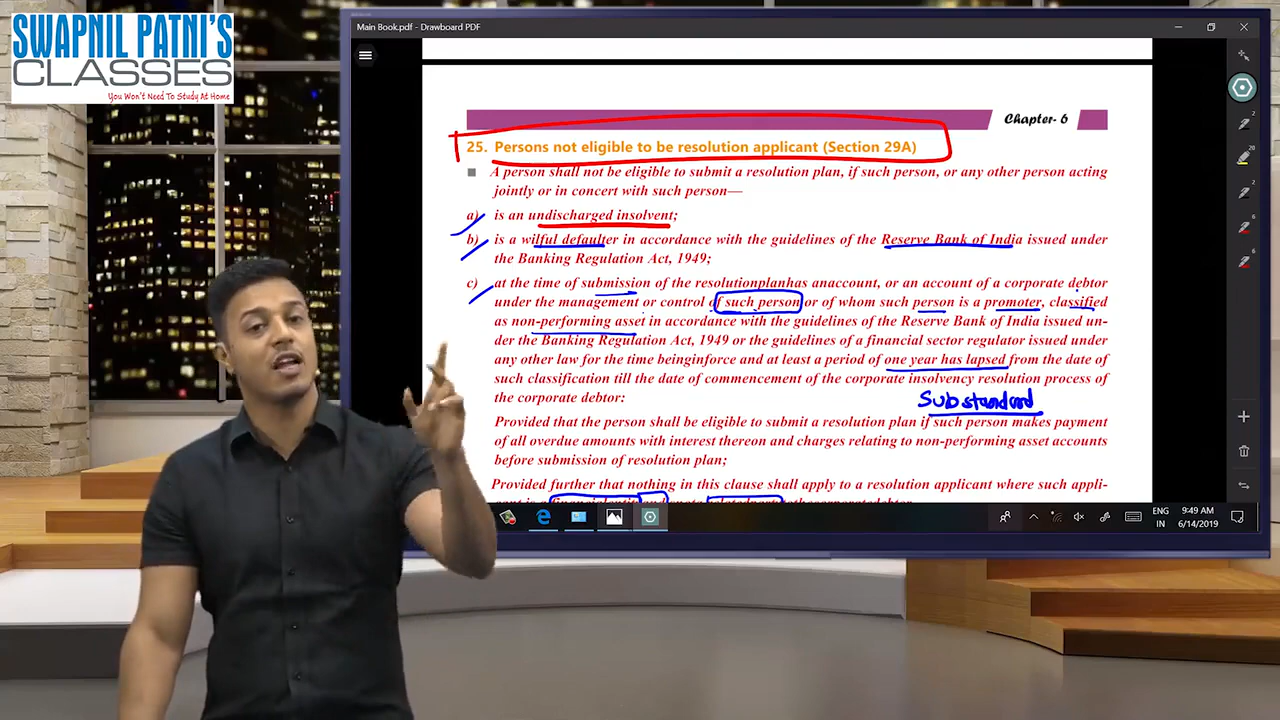 SWAPNIL PATNI'S
CLASSES
You Won't Need To Study At Home
Main Book.pdf - Drawboard PDF
Chapter- 6
25. Persons not eligible to be resolution applicant (Section 29A)
A person shall not be eligible to submit a resolution plan, if such person, or any other person acting
jointly or in concert with such person—
a) is an undischarged insolvent;
b) is a wilful defaulter in accordance with the guidelines of the Reserve Bank of India issued under
the Banking Regulation Act, 1949;
c) at the time of submission of the resolutionplanhas anaccount, or an account of a corporate debtor
under the management or control of such person or of whom such person is a promoter, classified
as non-performing asset in accordance with the guidelines of the Reserve Bank of India issued un-
der the Banking Regulation Act, 1949 or the guidelines of a financial sector regulator issued under
any other law for the time beinginforce and at least a period of one year has lapsed from the date of
such classification till the date of commencement of the corporate insolvency resolution process of
the corporate debtor:
Substandard
Provided that the person shall be eligible to submit a resolution plan if such person makes payment
of all overdue amounts with interest thereon and charges relating to non-performing asset accounts
before submission of resolution plan;
Provided further that nothing in this clause shall apply to a resolution applicant where such appli-
ENG
IN
9:49 AM
6/14/2019